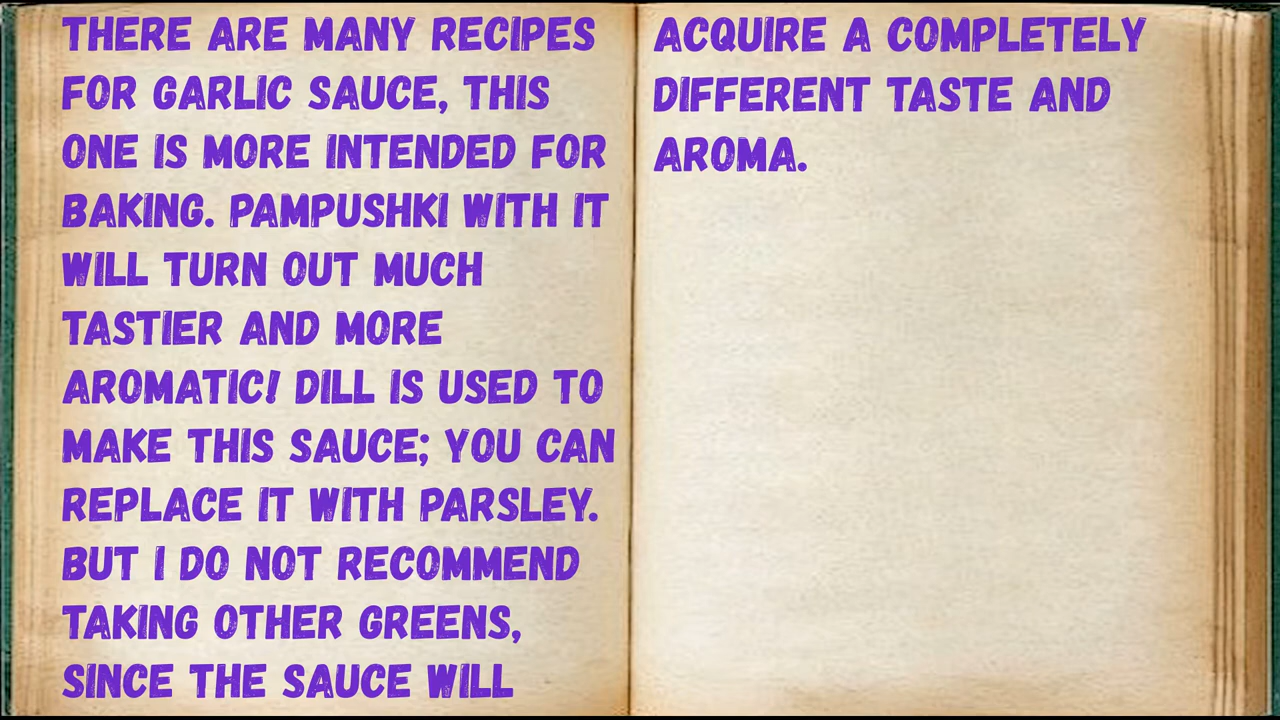 THERE ARE MANY RECIPES
FOR GARLIC SAUCE, THIS
ONE IS MORE INTENDED FOR
BAKING. PAMPUSHKI WITH IT
WILL TURN OUT MUCH
TASTIER AND MORE
AROMATIC! DILL IS USED TO
MAKE THIS SAUCE; YOU CAN
REPLACE IT WITH PARSLEY.
BUT I DO NOT RECOMMEND
TAKING OTHER GREENS,
SINCE THE SAUCE WILL
ACQUIRE A COMPLETELY
DIFFERENT TASTE AND
AROMA.